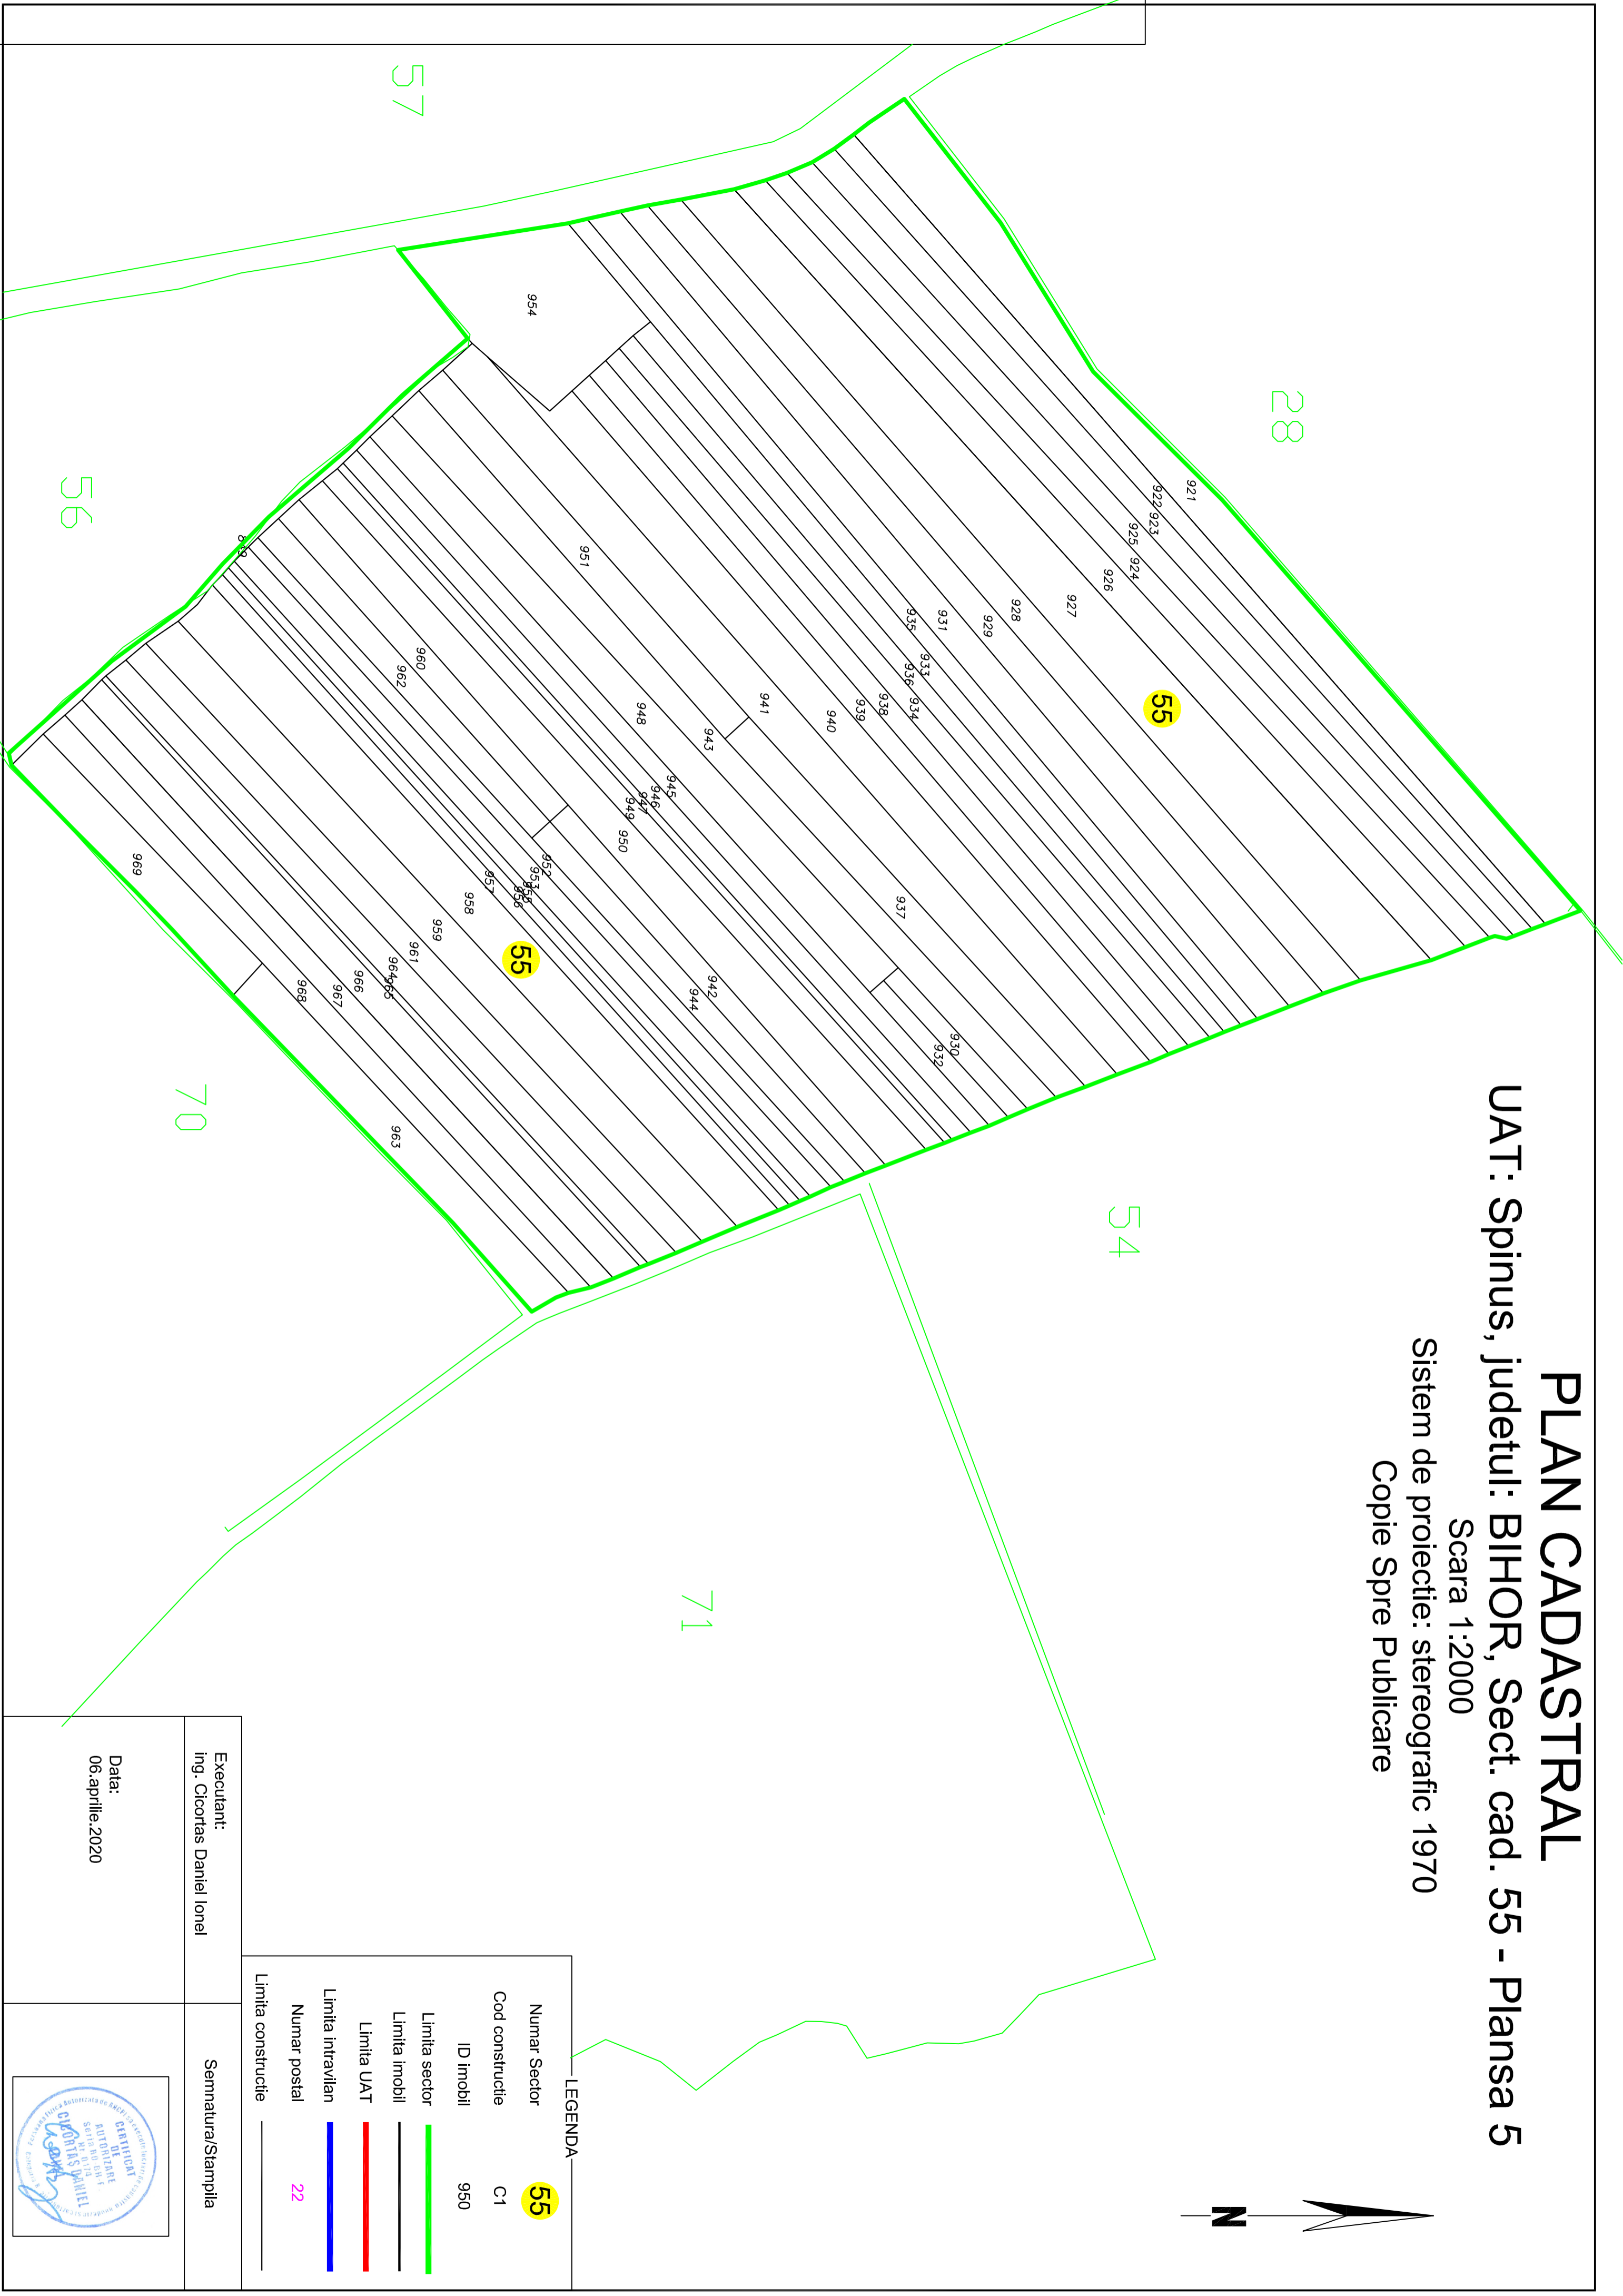 PLAN CADASTRAL
UAT: Spinus, judetul: BIHOR, Sect. cad. 55 - Plansa 5
Scara 1:2000
Sistem de proiectie: stereografic 1970
Copie Spre Publicare
N
28
54
57
56
70
71
55
55
921
922
923
925
924
926
927
928
929
931
935
933
936
934
938
939
940
941
937
930
932
943
948
945
946
947
949
950
942
944
951
954
952
953
955
956
957
958
959
960
962
961
964
965
966
967
968
963
969
LEGENDA
Numar Sector 55
Cod constructie C1
ID imobil 950
Limita sector
Limita imobil
Limita UAT
Limita intravilan
Numar postal 22
Limita constructie
Executant:
ing. Cicortas Daniel Ionel
Semnatura/Stampila
Data:
06.aprilie.2020
CERTIFICAT
DE
AUTORIZARE
CICORTAS DANIEL